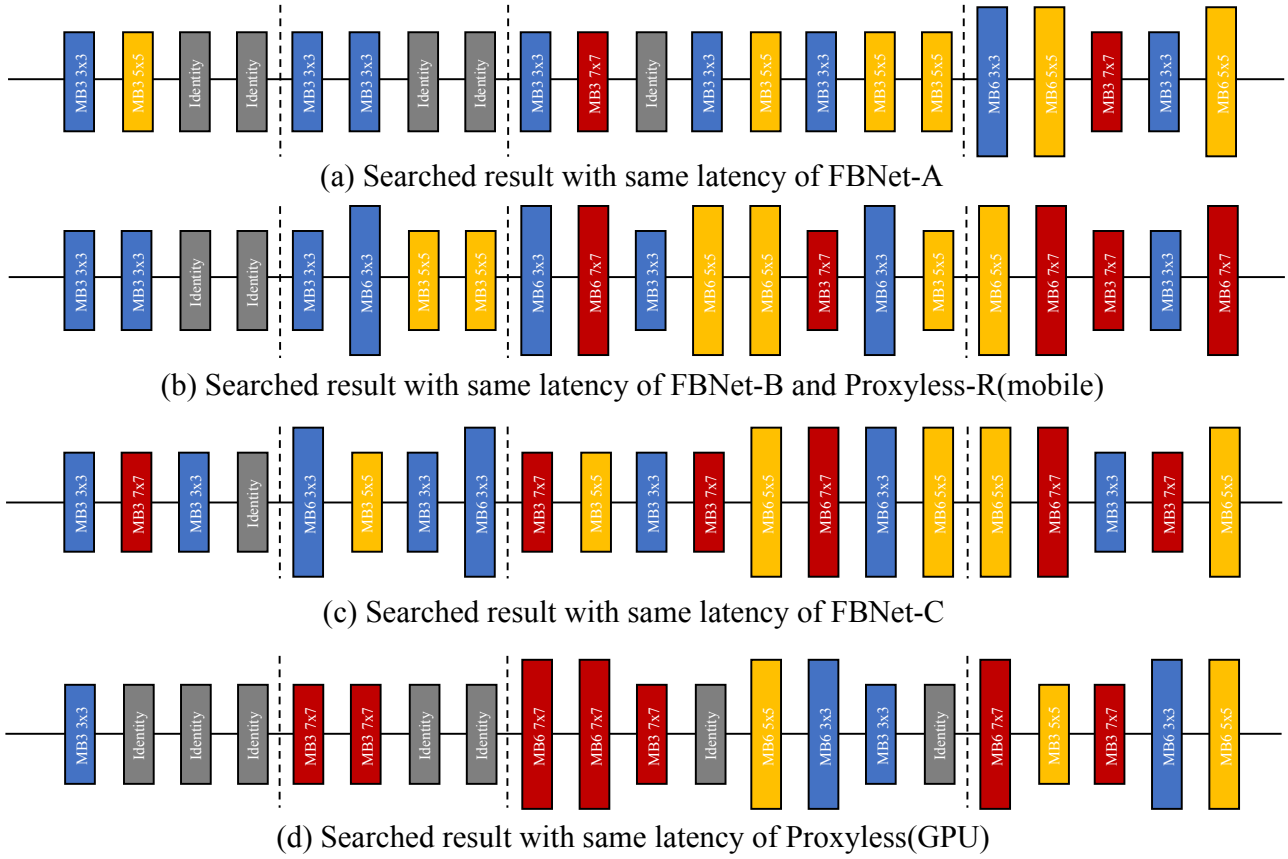 MB3 3x3 MB3 5x5 Identity Identity MB3 3x3 MB3 3x3 Identity Identity MB3 3x3 MB3 7x7 Identity MB3 3x3 MB3 5x5 MB3 3x3 MB3 5x5 MB3 5x5 MB6 3x3 MB6 5x5 MB3 7x7 MB3 3x3 MB6 5x5
(a) Searched result with same latency of FBNet-A
MB3 3x3 MB3 3x3 Identity Identity MB3 3x3 MB6 3x3 MB3 5x5 MB3 5x5 MB6 3x3 MB6 7x7 MB3 3x3 MB6 5x5 MB6 5x5 MB3 7x7 MB6 3x3 MB3 5x5 MB6 5x5 MB6 7x7 MB3 7x7 MB3 3x3 MB6 7x7
(b) Searched result with same latency of FBNet-B and Proxyless-R(mobile)
MB3 3x3 MB3 7x7 MB3 3x3 Identity MB6 3x3 MB3 5x5 MB3 3x3 MB6 3x3 MB3 7x7 MB3 5x5 MB3 3x3 MB3 7x7 MB6 5x5 MB6 7x7 MB6 3x3 MB6 5x5 MB6 5x5 MB6 7x7 MB3 3x3 MB3 7x7 MB6 5x5
(c) Searched result with same latency of FBNet-C
MB3 3x3 Identity Identity Identity MB3 7x7 MB3 7x7 Identity Identity MB6 7x7 MB6 7x7 MB3 7x7 Identity MB6 5x5 MB6 3x3 MB3 3x3 Identity MB6 7x7 MB3 5x5 MB3 7x7 MB6 3x3 MB6 5x5
(d) Searched result with same latency of Proxyless(GPU)